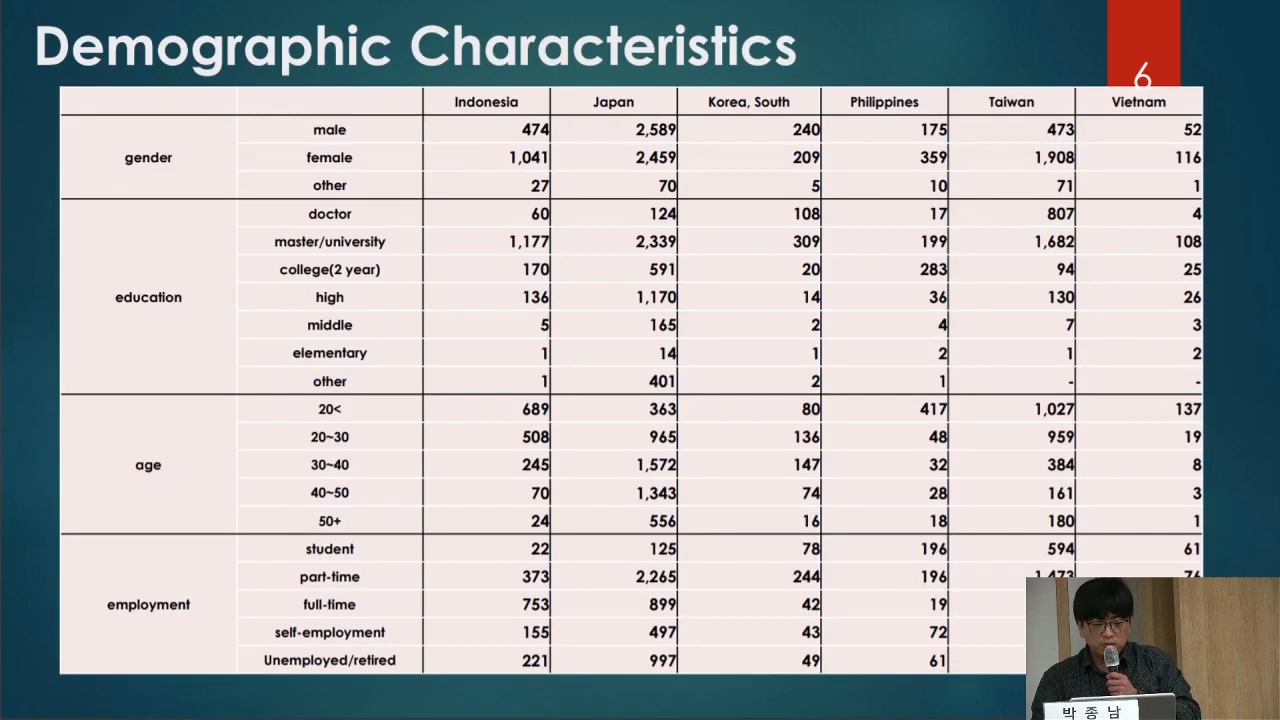 Demographic Characteristics
6
Indonesia Japan Korea, South Philippines Taiwan Vietnam
gender male 474 2,589 240 175 473 52
female 1,041 2,459 209 359 1,908 116
other 27 70 5 10 71 1
education doctor 60 124 108 17 807 4
master/university 1,177 2,339 309 199 1,682 108
college(2 year) 170 591 20 283 94 25
high 136 1,170 14 36 130 26
middle 5 165 2 4 7 3
elementary 1 14 1 2 1 2
other 1 401 2 1 - -
age 20< 689 363 80 417 1,027 137
20~30 508 965 136 48 959 19
30~40 245 1,572 147 32 384 8
40~50 70 1,343 74 28 161 3
50+ 24 556 16 18 180 1
employment student 22 125 78 196 594 61
part-time 373 2,265 244 196 1,473 76
full-time 753 899 42 19
self-employment 155 497 43 72
Unemployed/retired 221 997 49 61
박종남